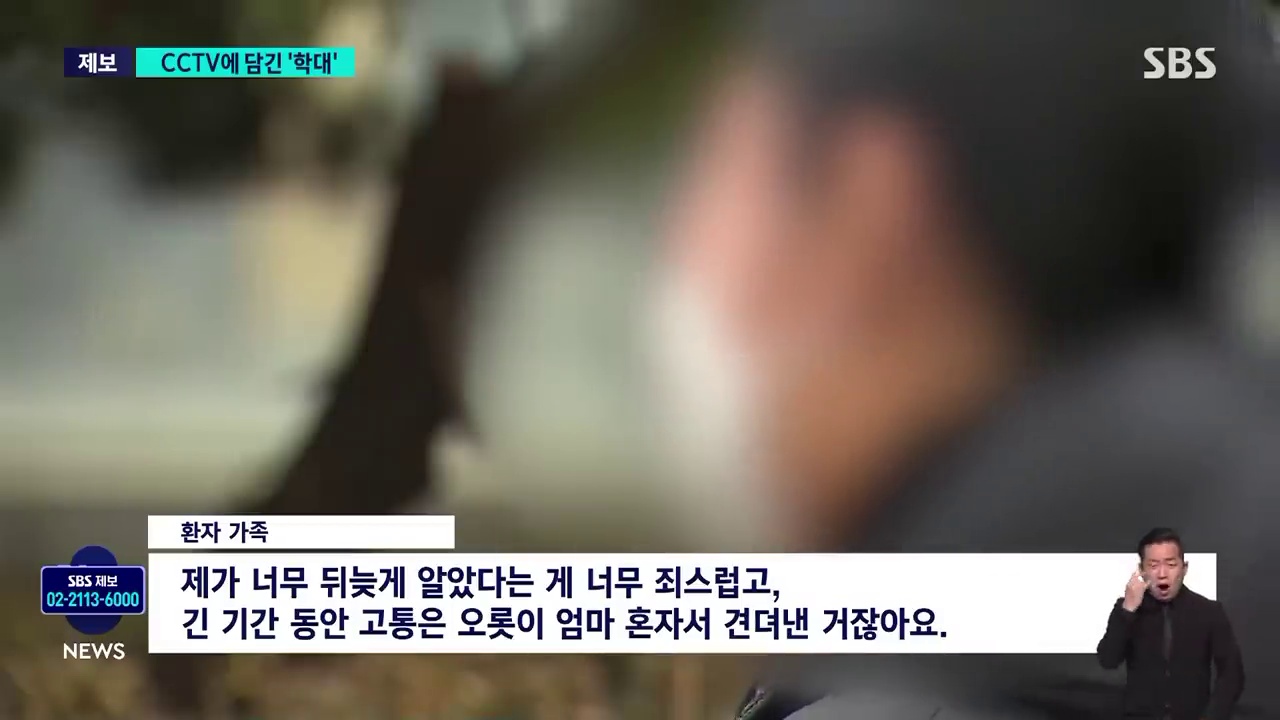 제보 CCTV에 담긴 '학대'
SBS
환자 가족
제가 너무 뒤늦게 알았다는 게 너무 죄스럽고,
긴 기간 동안 고통은 오롯이 엄마 혼자서 견뎌낸 거잖아요.
SBS 제보
02-2113-6000
NEWS